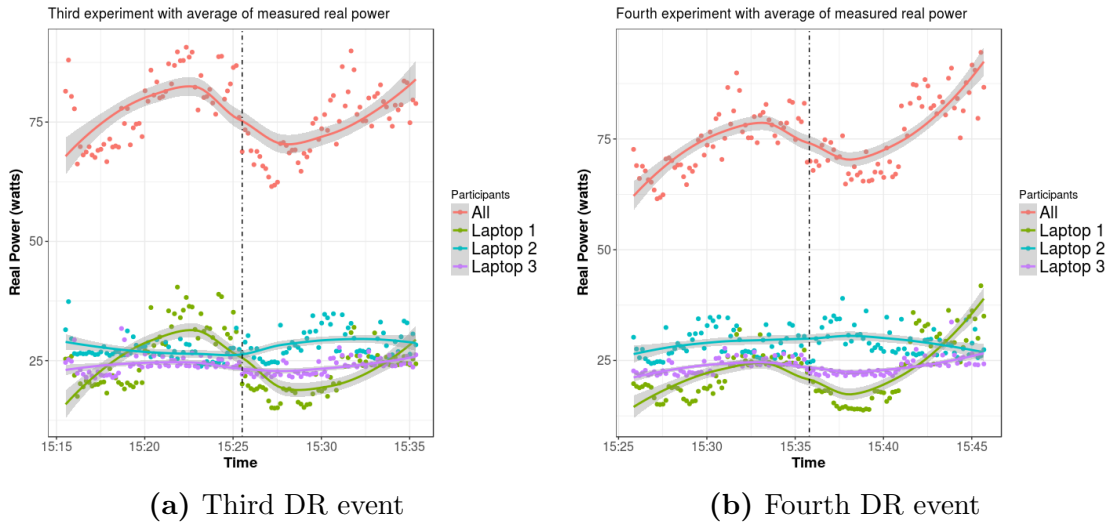 Third experiment with average of measured real power
Real Power (watts)
75
50
25
15:15 15:20 15:25 15:30 15:35
Time
Participants
All
Laptop 1
Laptop 2
Laptop 3
(a) Third DR event
Fourth experiment with average of measured real power
Real Power (watts)
75
50
25
15:25 15:30 15:35 15:40 15:45
Time
Participants
All
Laptop 1
Laptop 2
Laptop 3
(b) Fourth DR event